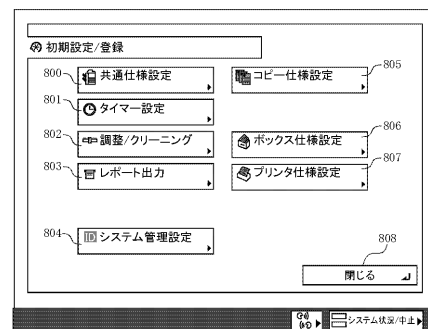 初期設定/登録
800 共通仕様設定
コピー仕様設定 805
801 タイマー設定
802 調整/クリーニング
ボックス仕様設定 806
803 レポート出力
プリンタ仕様設定 807
804 ID システム管理設定
808
閉じる
システム状況/中止